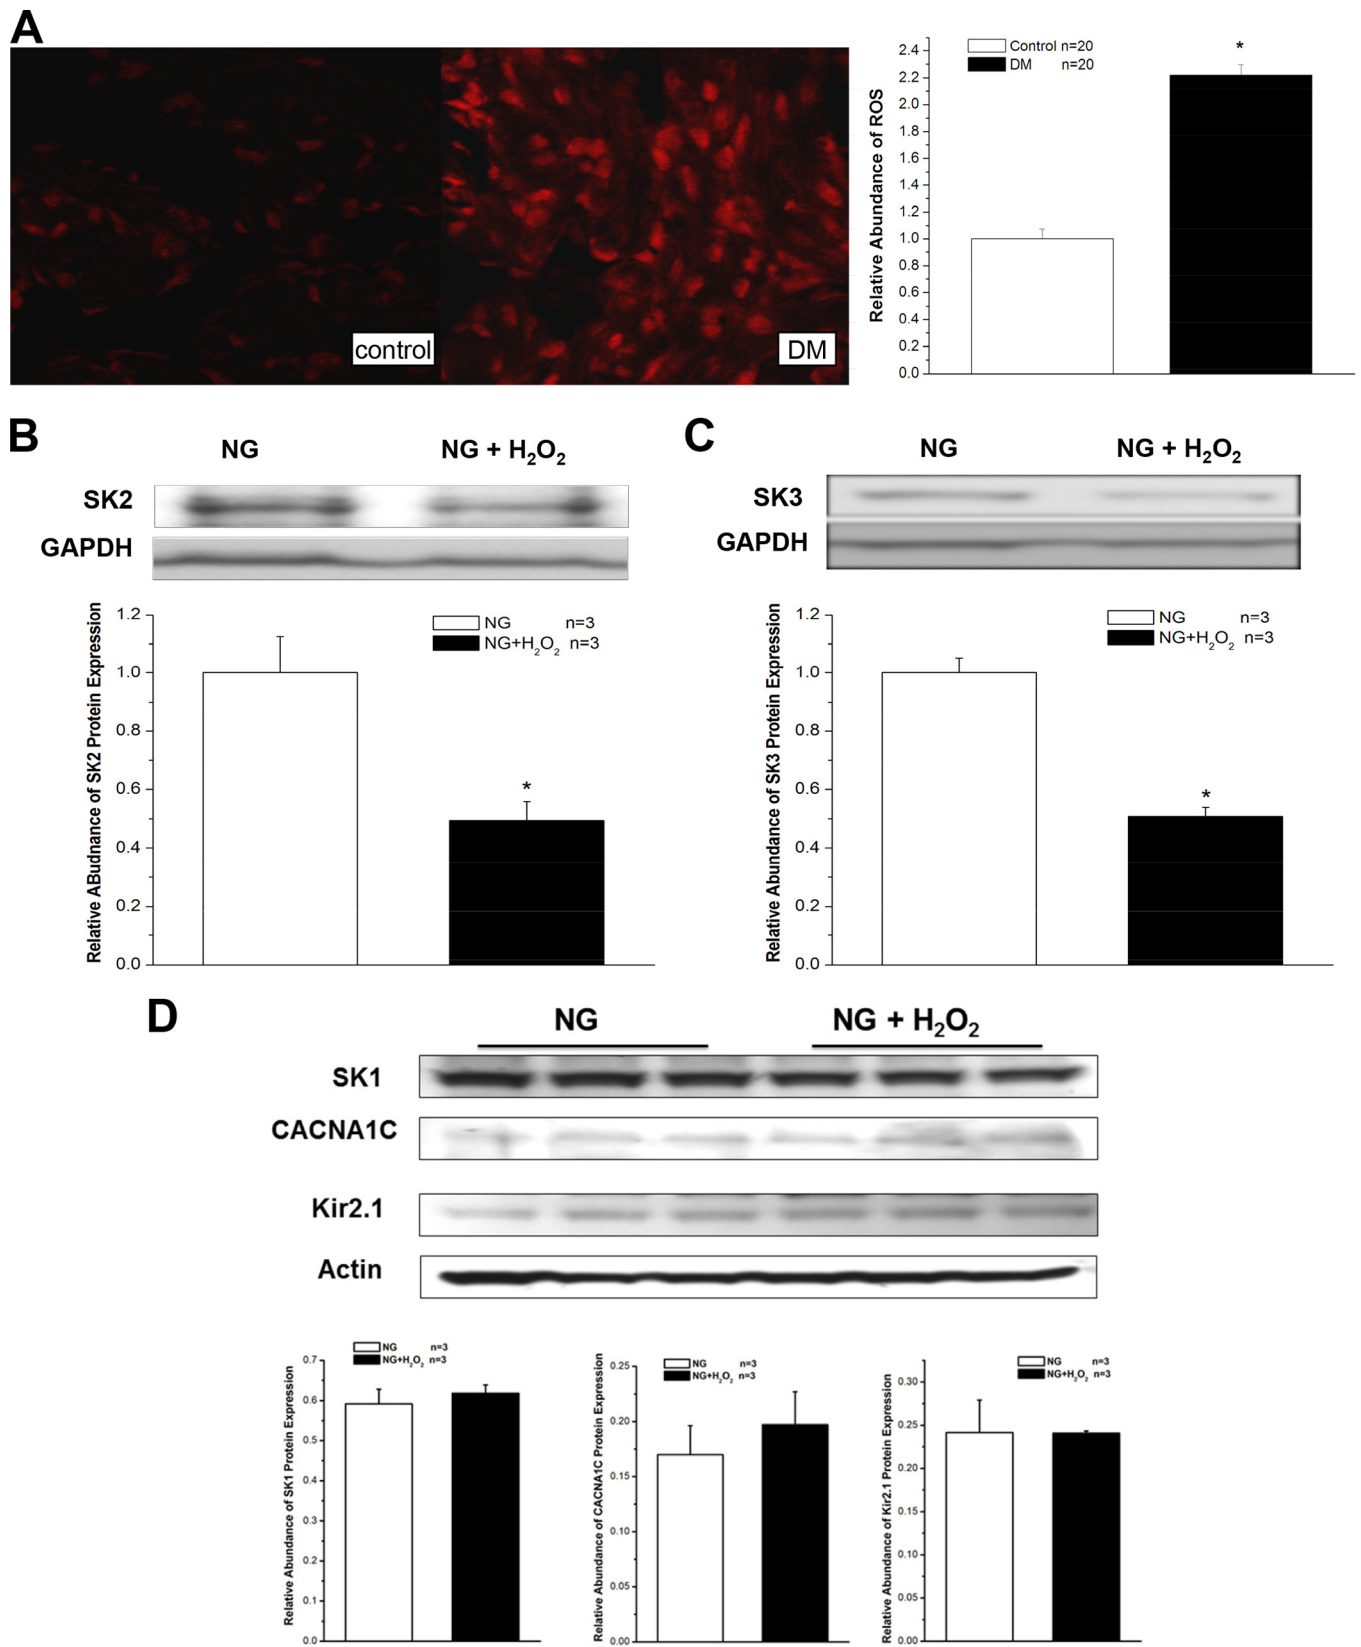 A
control
DM
Relative Abundance of ROS
2.4
2.2
2.0
1.8
1.6
1.4
1.2
1.0
0.8
0.6
0.4
0.2
0.0
Control n=20
DM n=20
*
B
NG NG + H₂O₂
SK2
GAPDH
Relative ABudnance of SK2 Protein Expression
1.2
1.0
0.8
0.6
0.4
0.2
0.0
NG n=3
NG+H₂O₂ n=3
*
C
NG NG + H₂O₂
SK3
GAPDH
Relative Abundance of SK3 Protein Expression
1.2
1.0
0.8
0.6
0.4
0.2
0.0
NG n=3
NG+H₂O₂ n=3
*
D
NG NG + H₂O₂
SK1
CACNA1C
Kir2.1
Actin
Relative Abundance of SK1 Protein Expression
0.7
0.6
0.5
0.4
0.3
0.2
0.1
0.0
NG n=3
NG+H₂O₂ n=3
Relative Abundance of CACNA1C Protein Expression
0.25
0.20
0.15
0.10
0.05
0.00
NG n=3
NG+H₂O₂ n=3
Relative Abundance of Kir2.1 Protein Expression
0.30
0.25
0.20
0.15
0.10
0.05
0.00
NG n=3
NG+H₂O₂ n=3